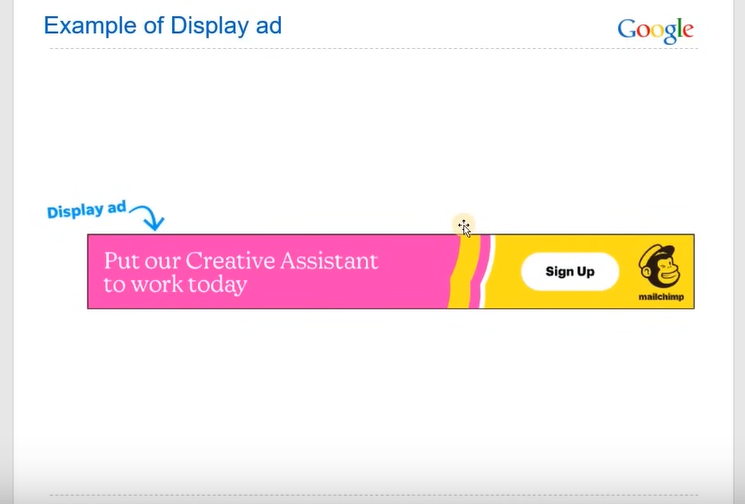 Example of Display ad
Google
Display ad
Put our Creative Assistant
to work today
Sign Up
mailchimp